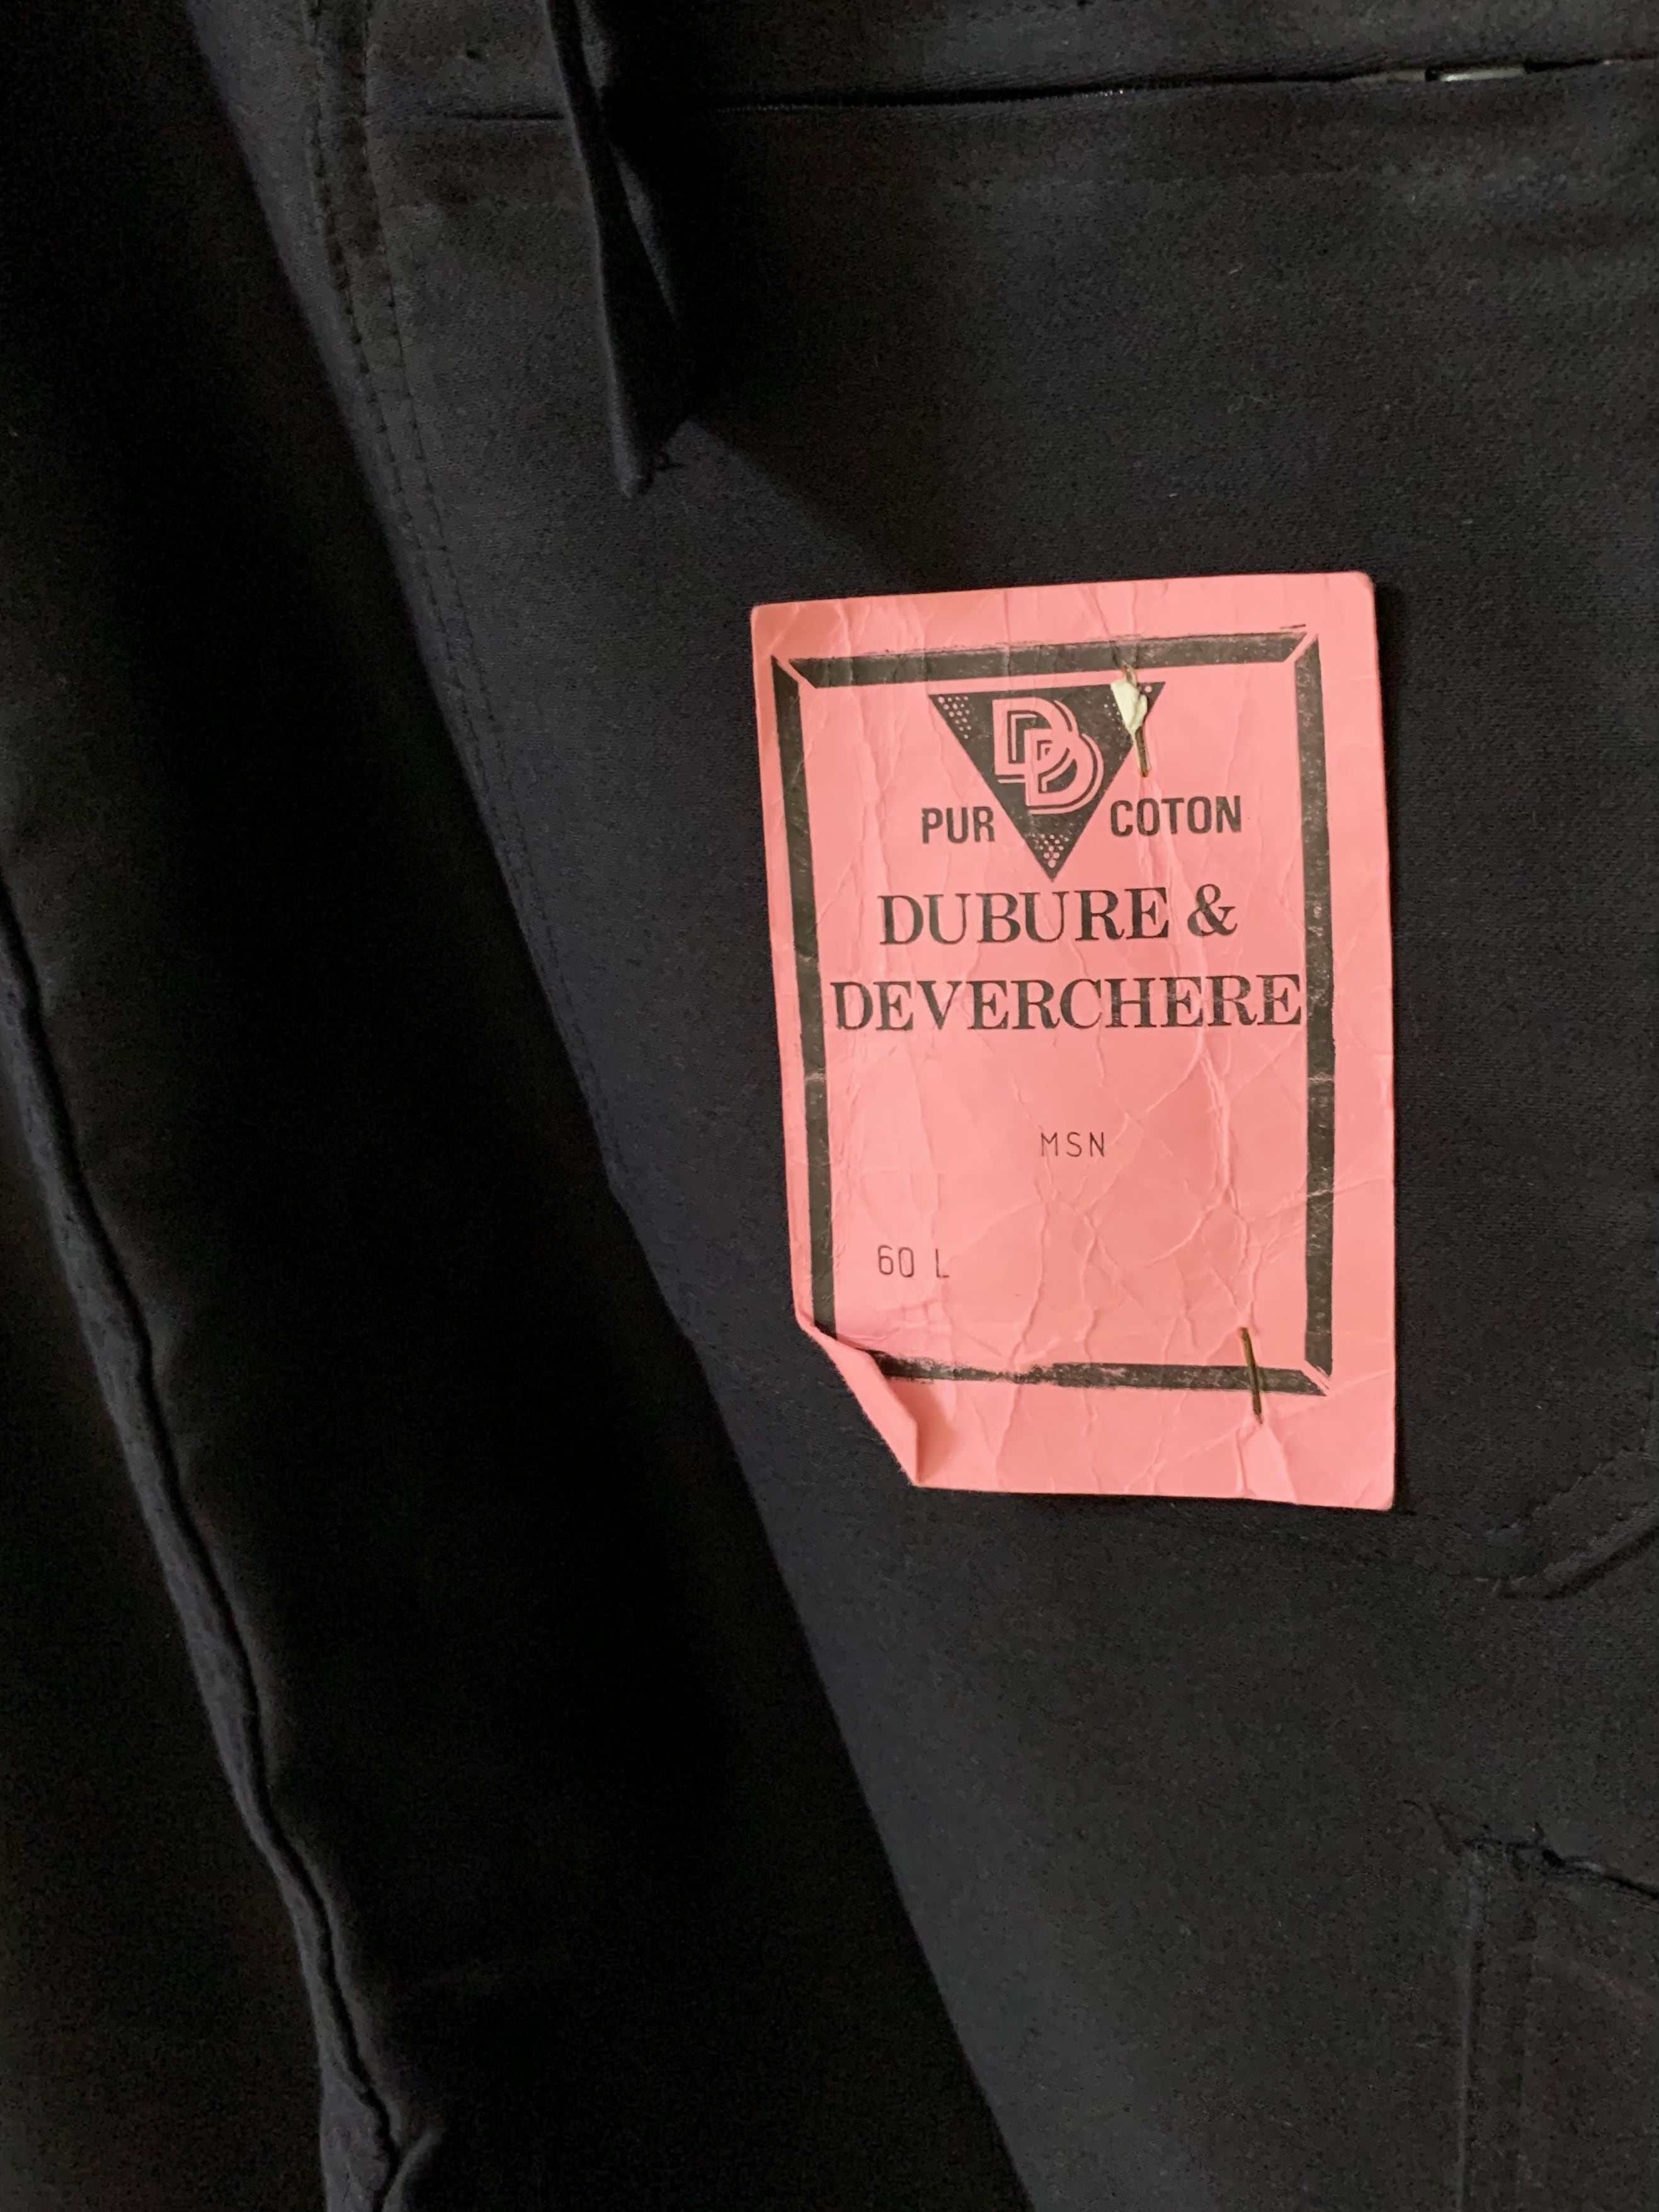 DD
PUR COTON
DUBURE &
DEVERCHERE
MSN
60 L